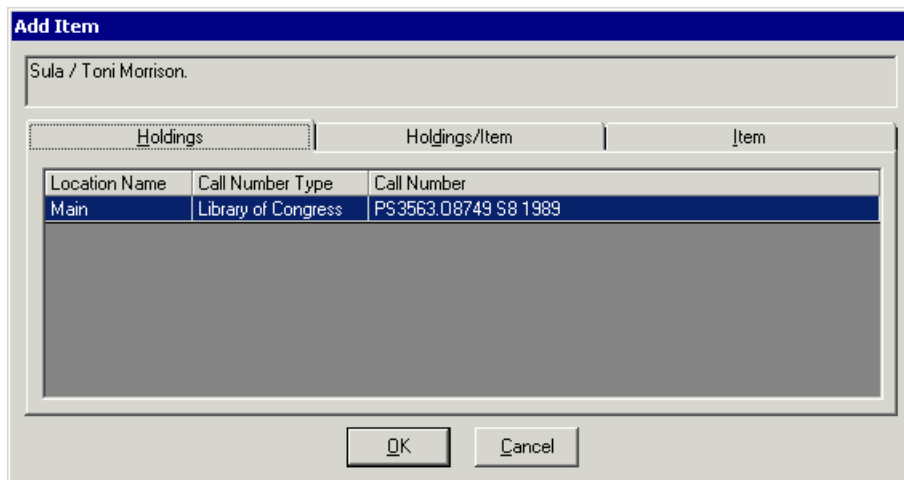 Add Item
Sula / Toni Morrison.
Holdings Holdings/Item Item
Location Name Call Number Type Call Number
Main Library of Congress PS3563.O8749 S8 1989
OK Cancel